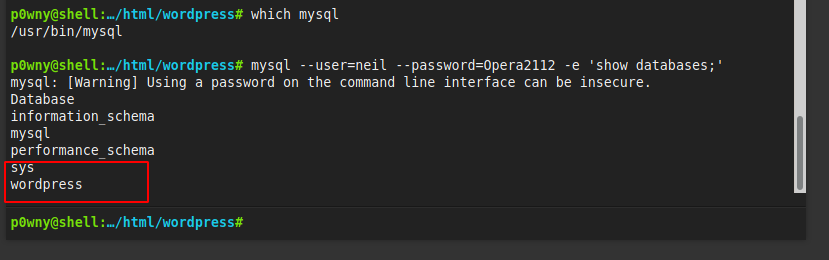 p0wny@shell:…/html/wordpress# which mysql
/usr/bin/mysql
p0wny@shell:…/html/wordpress# mysql --user=neil --password=Opera2112 -e 'show databases;'
mysql: [Warning] Using a password on the command line interface can be insecure.
Database
information_schema
mysql
performance_schema
sys
wordpress
p0wny@shell:…/html/wordpress#